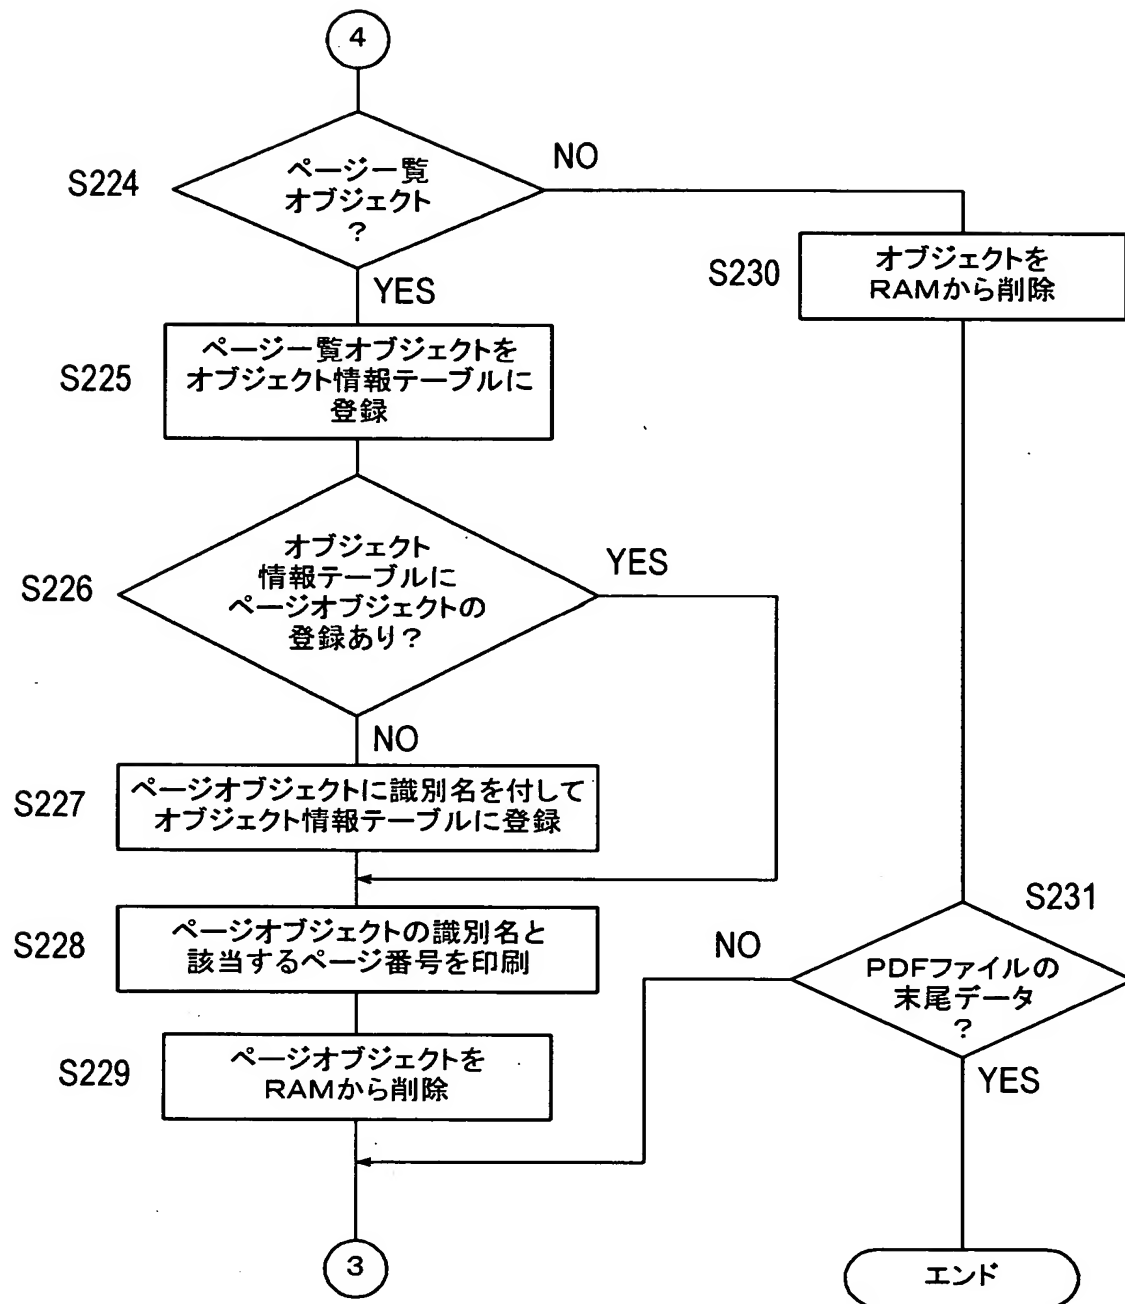 4
S224
ページ一覧
オブジェクト
?
NO
YES
S230
オブジェクトを
RAMから削除
S225
ページ一覧オブジェクトを
オブジェクト情報テーブルに
登録
S226
オブジェクト
情報テーブルに
ページオブジェクトの
登録あり?
YES
NO
S227
ページオブジェクトに識別名を付して
オブジェクト情報テーブルに登録
S228
ページオブジェクトの識別名と
該当するページ番号を印刷
S229
ページオブジェクトを
RAMから削除
S231
PDFファイルの
末尾データ
?
NO
YES
3
エンド